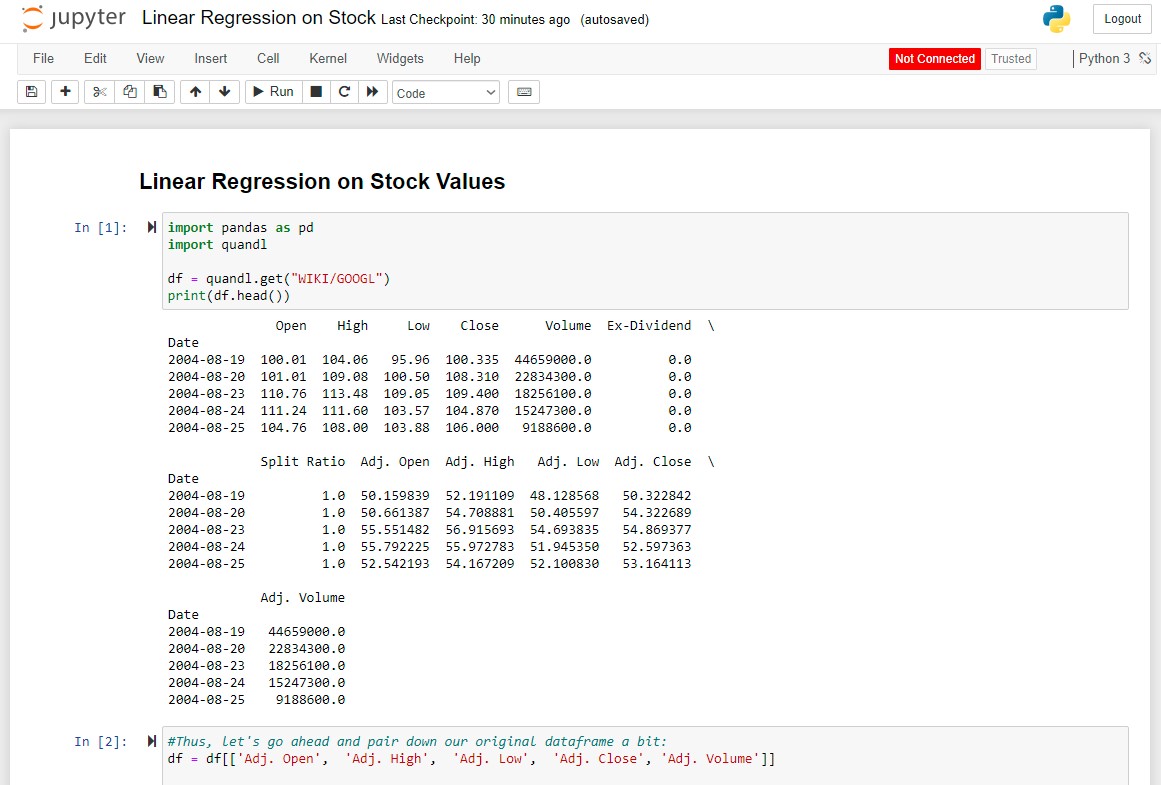 jupyter Linear Regression on Stock Last Checkpoint: 30 minutes ago (autosaved) Logout
File Edit View Insert Cell Kernel Widgets Help Not Connected Trusted Python 3
Run Code
Linear Regression on Stock Values
In [1]: import pandas as pd
import quandl
df = quandl.get("WIKI/GOOGL")
print(df.head())
Open High Low Close Volume Ex-Dividend \
Date
2004-08-19 100.01 104.06 95.96 100.335 44659000.0 0.0
2004-08-20 101.01 109.08 100.50 108.310 22834300.0 0.0
2004-08-23 110.76 113.48 109.05 109.400 18256100.0 0.0
2004-08-24 111.24 111.60 103.57 104.870 15247300.0 0.0
2004-08-25 104.76 108.00 103.88 106.000 9188600.0 0.0
Split Ratio Adj. Open Adj. High Adj. Low Adj. Close \
Date
2004-08-19 1.0 50.159839 52.191109 48.128568 50.322842
2004-08-20 1.0 50.661387 54.708881 50.405597 54.322689
2004-08-23 1.0 55.551482 56.915693 54.693835 54.869377
2004-08-24 1.0 55.792225 55.972783 51.945350 52.597363
2004-08-25 1.0 52.542193 54.167209 52.100830 53.164113
Adj. Volume
Date
2004-08-19 44659000.0
2004-08-20 22834300.0
2004-08-23 18256100.0
2004-08-24 15247300.0
2004-08-25 9188600.0
In [2]: #Thus, let's go ahead and pair down our original dataframe a bit:
df = df[['Adj. Open', 'Adj. High', 'Adj. Low', 'Adj. Close', 'Adj. Volume']]